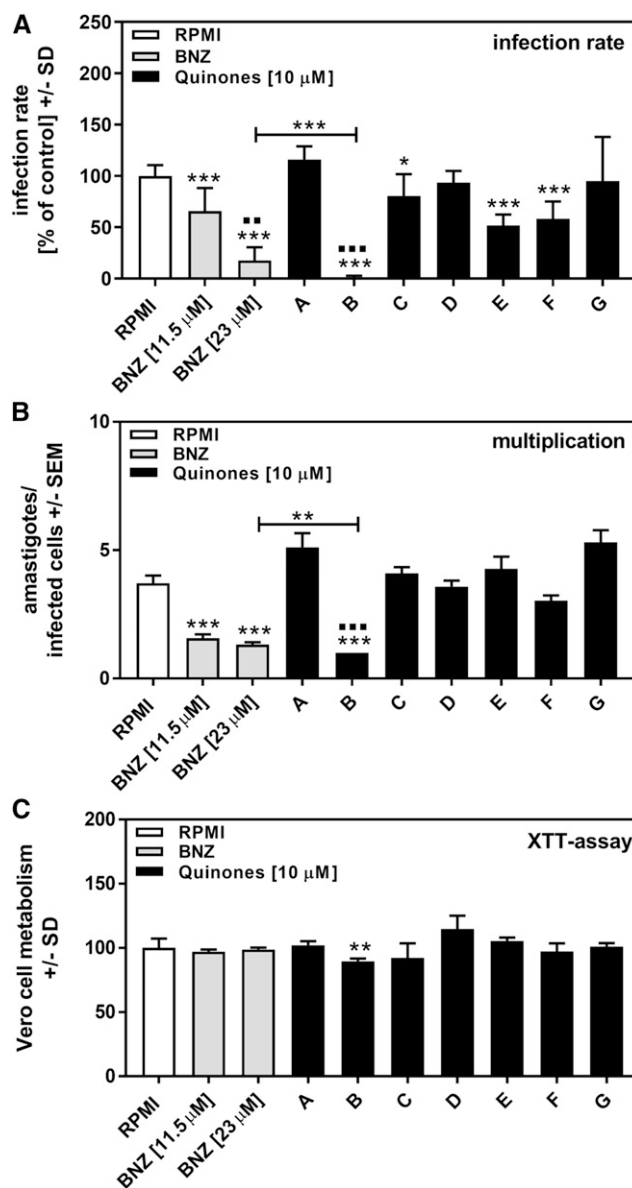 A
infection rate
RPMI
BNZ
Quinones [10 µM]
infection rate
[% of control] +/- SD
250
200
150
100
50
0
***
***
▪▪
***
▪▪▪
***
*
***
***
RPMI
BNZ [11.5 µM]
BNZ [23 µM]
A
B
C
D
E
F
G
B
multiplication
RPMI
BNZ
Quinones [10 µM]
amastigotes/
infected cells +/- SEM
10
5
0
**
***
***
▪▪▪
***
RPMI
BNZ [11.5 µM]
BNZ [23 µM]
A
B
C
D
E
F
G
C
XTT-assay
RPMI
BNZ
Quinones [10 µM]
Vero cell metabolism
+/- SD
200
150
100
50
0
**
RPMI
BNZ [11.5 µM]
BNZ [23 µM]
A
B
C
D
E
F
G